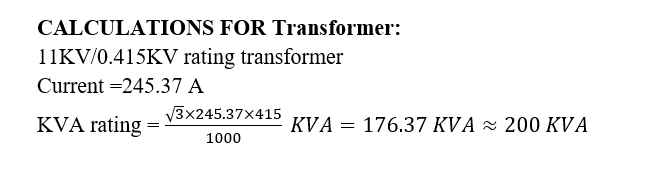 CALCULATIONS FOR Transformer:
11KV/0.415KV rating transformer
Current =245.37 A
KVA rating = √3×245.37×415/1000 KVA = 176.37 KVA ≈ 200 KVA